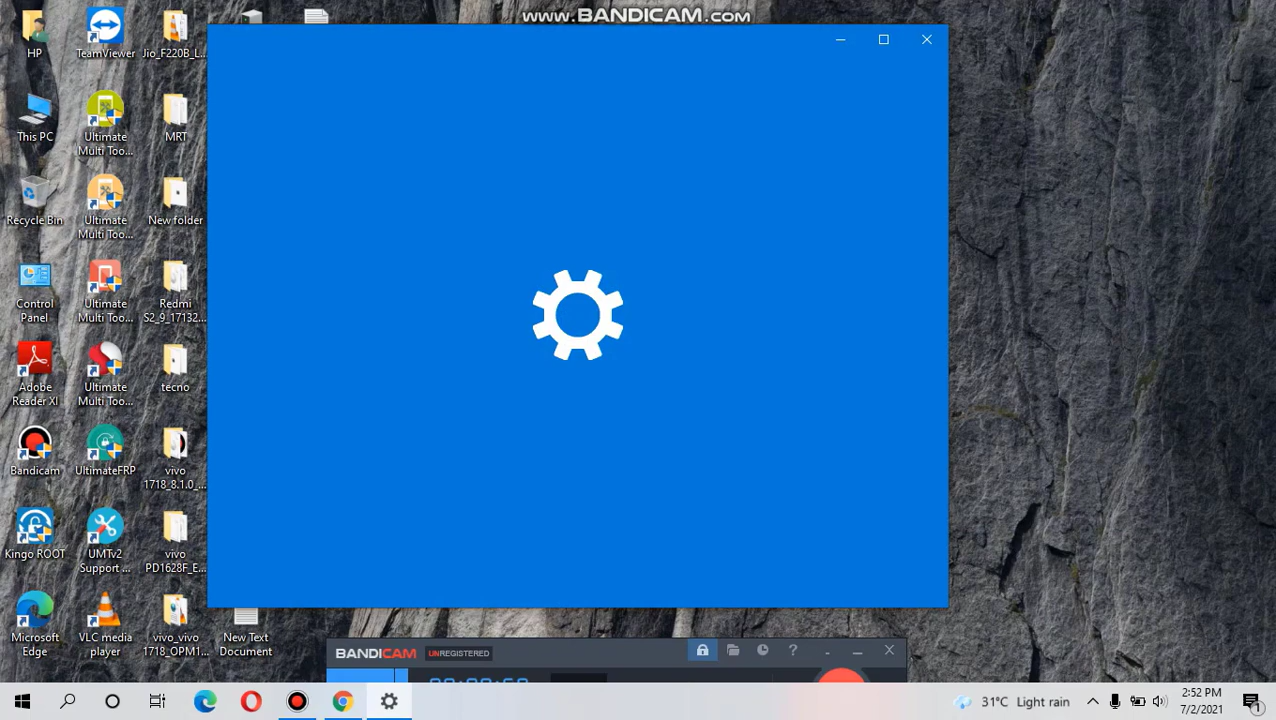 www.BANDICAM.com
HP
TeamViewer
Jio_F220B_L...
This PC
Ultimate
Multi Too...
MRT
Recycle Bin
Ultimate
Multi Too...
New folder
Control
Panel
Ultimate
Multi Too...
Redmi
S2_9_17132...
Adobe
Reader XI
Ultimate
Multi Too...
tecno
Bandicam
UltimateFRP
vivo
1718_8.1.0_...
Kingo ROOT
UMTv2
Support ...
vivo
PD1628F_E...
Microsoft
Edge
VLC media
player
vivo_vivo
1718_OPM1...
New Text
Document
BANDICAM UNREGISTERED
31°C Light rain
2:52 PM
7/2/2021
1